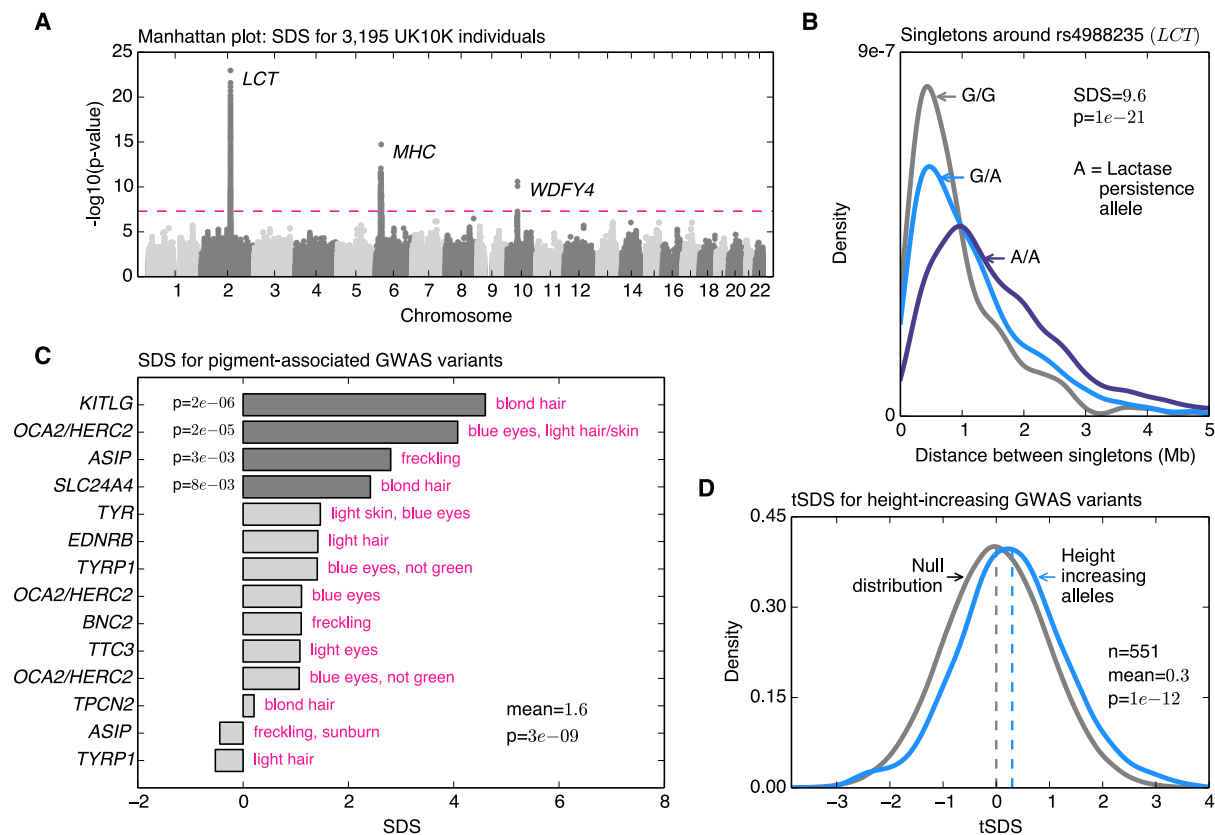 A
Manhattan plot: SDS for 3,195 UK10K individuals
25
20
15
10
5
0
-log10(p-value)
LCT
MHC
WDFY4
1 2 3 4 5 6 7 8 9 10 11 12 14 16 18 20 22
Chromosome
B
Singletons around rs4988235 (LCT)
9e-7
0
Density
G/G
G/A
A/A
SDS=9.6
p=1e−21
A = Lactase
persistence
allele
0 1 2 3 4 5
Distance between singletons (Mb)
C
SDS for pigment-associated GWAS variants
KITLG p=2e−06 blond hair
OCA2/HERC2 p=2e−05 blue eyes, light hair/skin
ASIP p=3e−03 freckling
SLC24A4 p=8e−03 blond hair
TYR light skin, blue eyes
EDNRB light hair
TYRP1 blue eyes, not green
OCA2/HERC2 blue eyes
BNC2 freckling
TTC3 light eyes
OCA2/HERC2 blue eyes, not green
TPCN2 blond hair
ASIP freckling, sunburn
TYRP1 light hair
mean=1.6
p=3e−09
−2 0 2 4 6 8
SDS
D
tSDS for height-increasing GWAS variants
0.45
0.30
0.15
0.00
Density
Null
distribution
Height
increasing
alleles
n=551
mean=0.3
p=1e−12
−3 −2 −1 0 1 2 3 4
tSDS